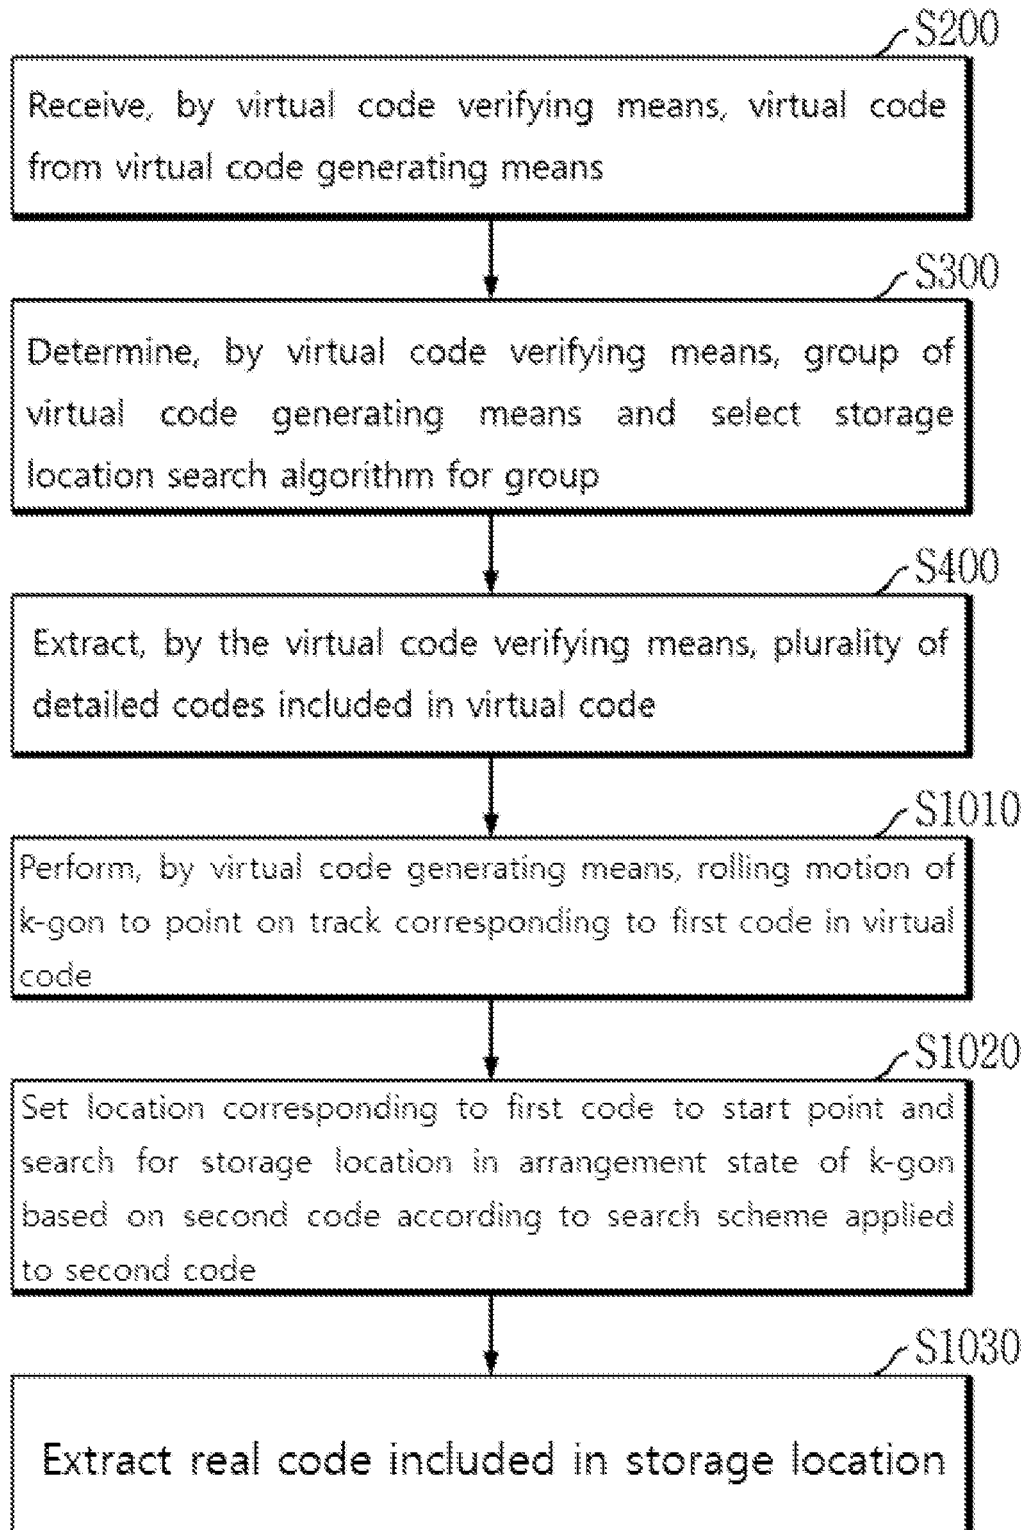 S200
Receive, by virtual code verifying means, virtual code
from virtual code generating means
S300
Determine, by virtual code verifying means, group of
virtual code generating means and select storage
location search algorithm for group
S400
Extract, by the virtual code verifying means, plurality of
detailed codes included in virtual code
S1010
Perform, by virtual code generating means, rolling motion of
k-gon to point on track corresponding to first code in virtual
code
S1020
Set location corresponding to first code to start point and
search for storage location in arrangement state of k-gon
based on second code according to search scheme applied
to second code
S1030
Extract real code included in storage location